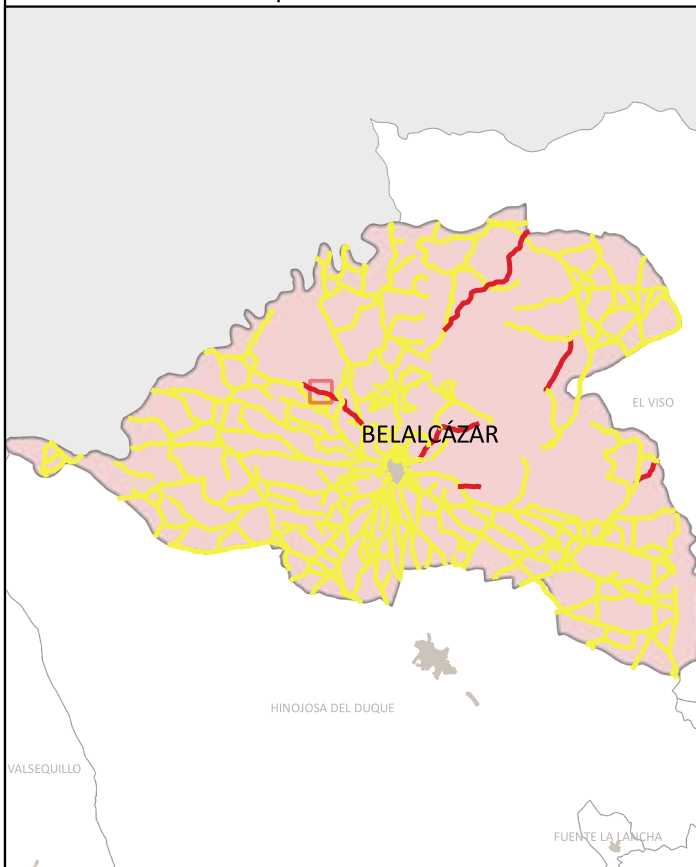 EL VISO
BELALCÁZAR
HINOJOSA DEL DUQUE
VALSEQUILLO
FUENTE LA LANCHA